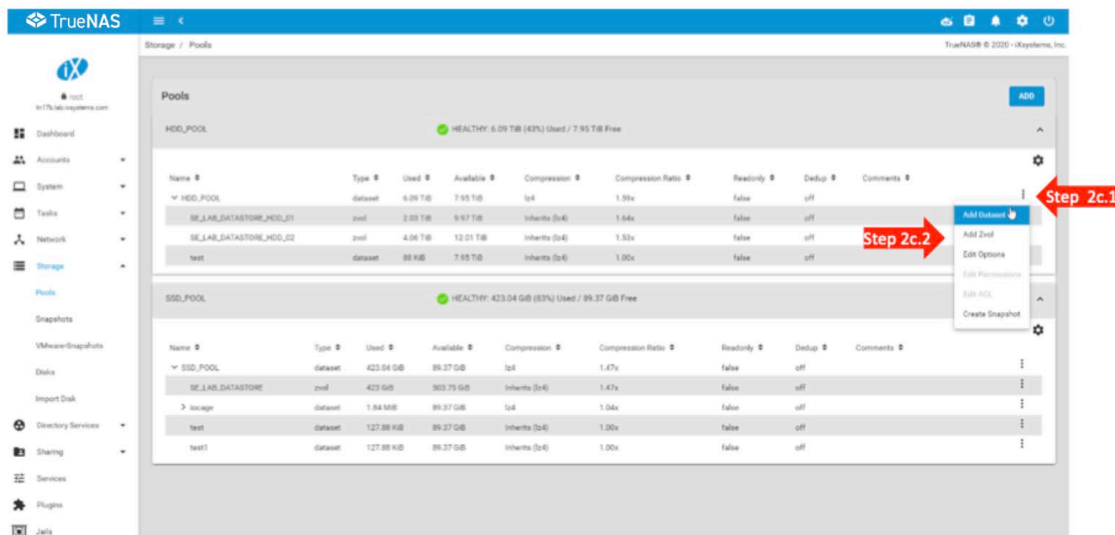 TrueNAS
Storage / Pools
TrueNAS® © 2020 - iXsystems, Inc.
iX
root
tn17b.lab.ixsystems.com
Dashboard
Accounts
System
Tasks
Network
Storage
Pools
Snapshots
VMware-Snapshots
Disks
Import Disk
Directory Services
Sharing
Services
Plugins
Jails
Pools
ADD
HDD_POOL HEALTHY: 6.09 TiB (43%) Used / 7.95 TiB Free
Name Type Used Available Compression Compression Ratio Readonly Dedup Comments
HDD_POOL dataset 6.09 TiB 7.95 TiB lz4 1.59x false off
SE_LAB_DATASTORE_HDD_01 zvol 2.03 TiB 9.97 TiB Inherits (lz4) 1.64x false off
SE_LAB_DATASTORE_HDD_02 zvol 4.06 TiB 12.01 TiB Inherits (lz4) 1.53x false off
test dataset 88 KiB 7.95 TiB Inherits (lz4) 1.00x false off
Step 2c.1
Step 2c.2
Add Dataset
Add Zvol
Edit Options
Edit Permissions
Edit ACL
Create Snapshot
SSD_POOL HEALTHY: 423.04 GiB (83%) Used / 89.37 GiB Free
Name Type Used Available Compression Compression Ratio Readonly Dedup Comments
SSD_POOL dataset 423.04 GiB 89.37 GiB lz4 1.47x false off
SE_LAB_DATASTORE zvol 423 GiB 503.75 GiB Inherits (lz4) 1.47x false off
iocage dataset 1.84 MiB 89.37 GiB lz4 1.04x false off
test dataset 127.88 KiB 89.37 GiB Inherits (lz4) 1.00x false off
test1 dataset 127.88 KiB 89.37 GiB Inherits (lz4) 1.00x false off